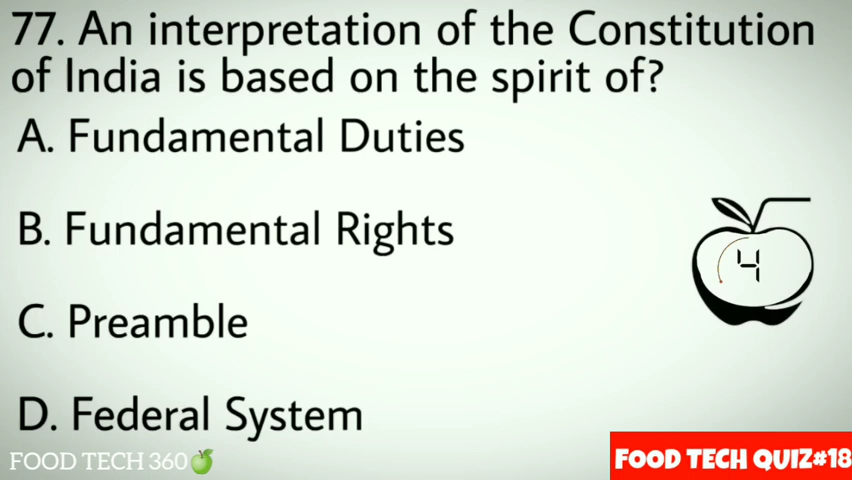 77. An interpretation of the Constitution
of India is based on the spirit of?
A. Fundamental Duties
B. Fundamental Rights
4
C. Preamble
D. Federal System
FOOD TECH 360
FOOD TECH QUIZ#18